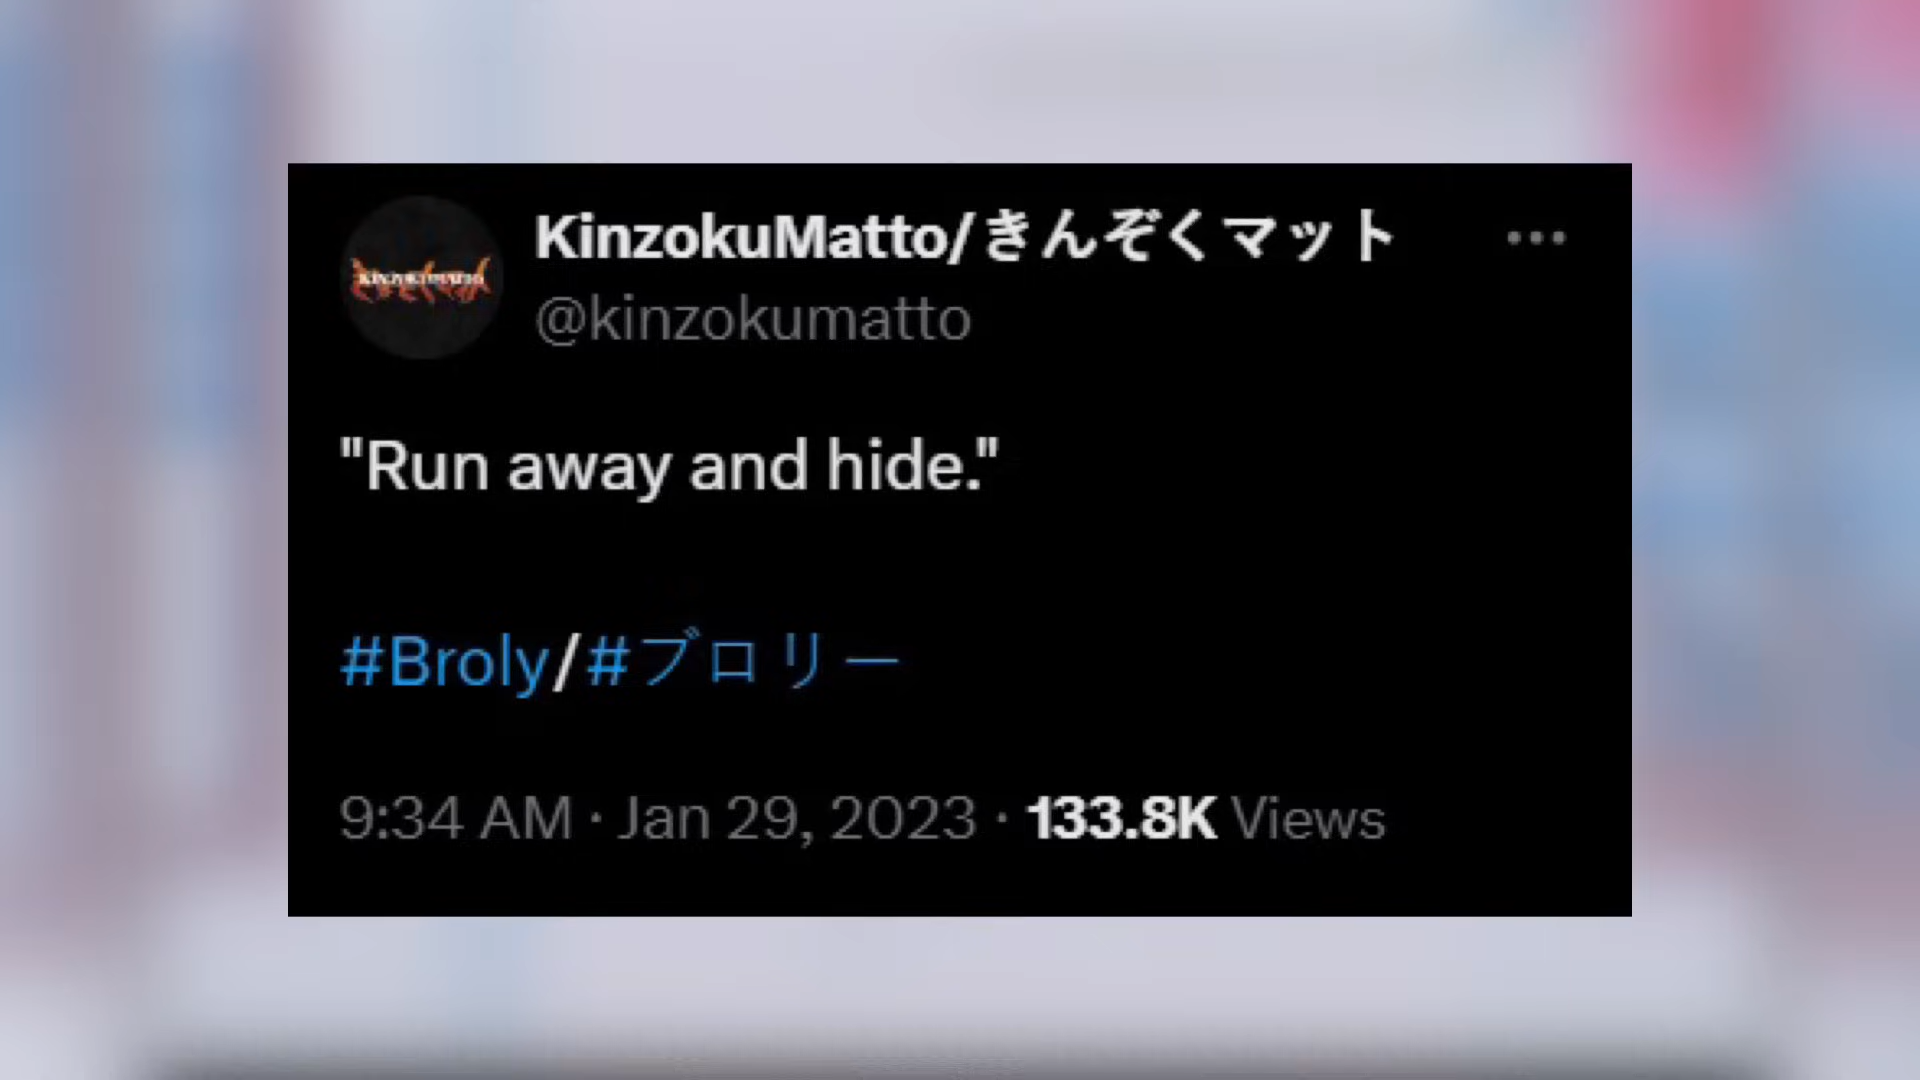 KinzokuMatto/きんぞくマット
@kinzokumatto
"Run away and hide."
#Broly/#ブロリー
9:34 AM · Jan 29, 2023 · 133.8K Views